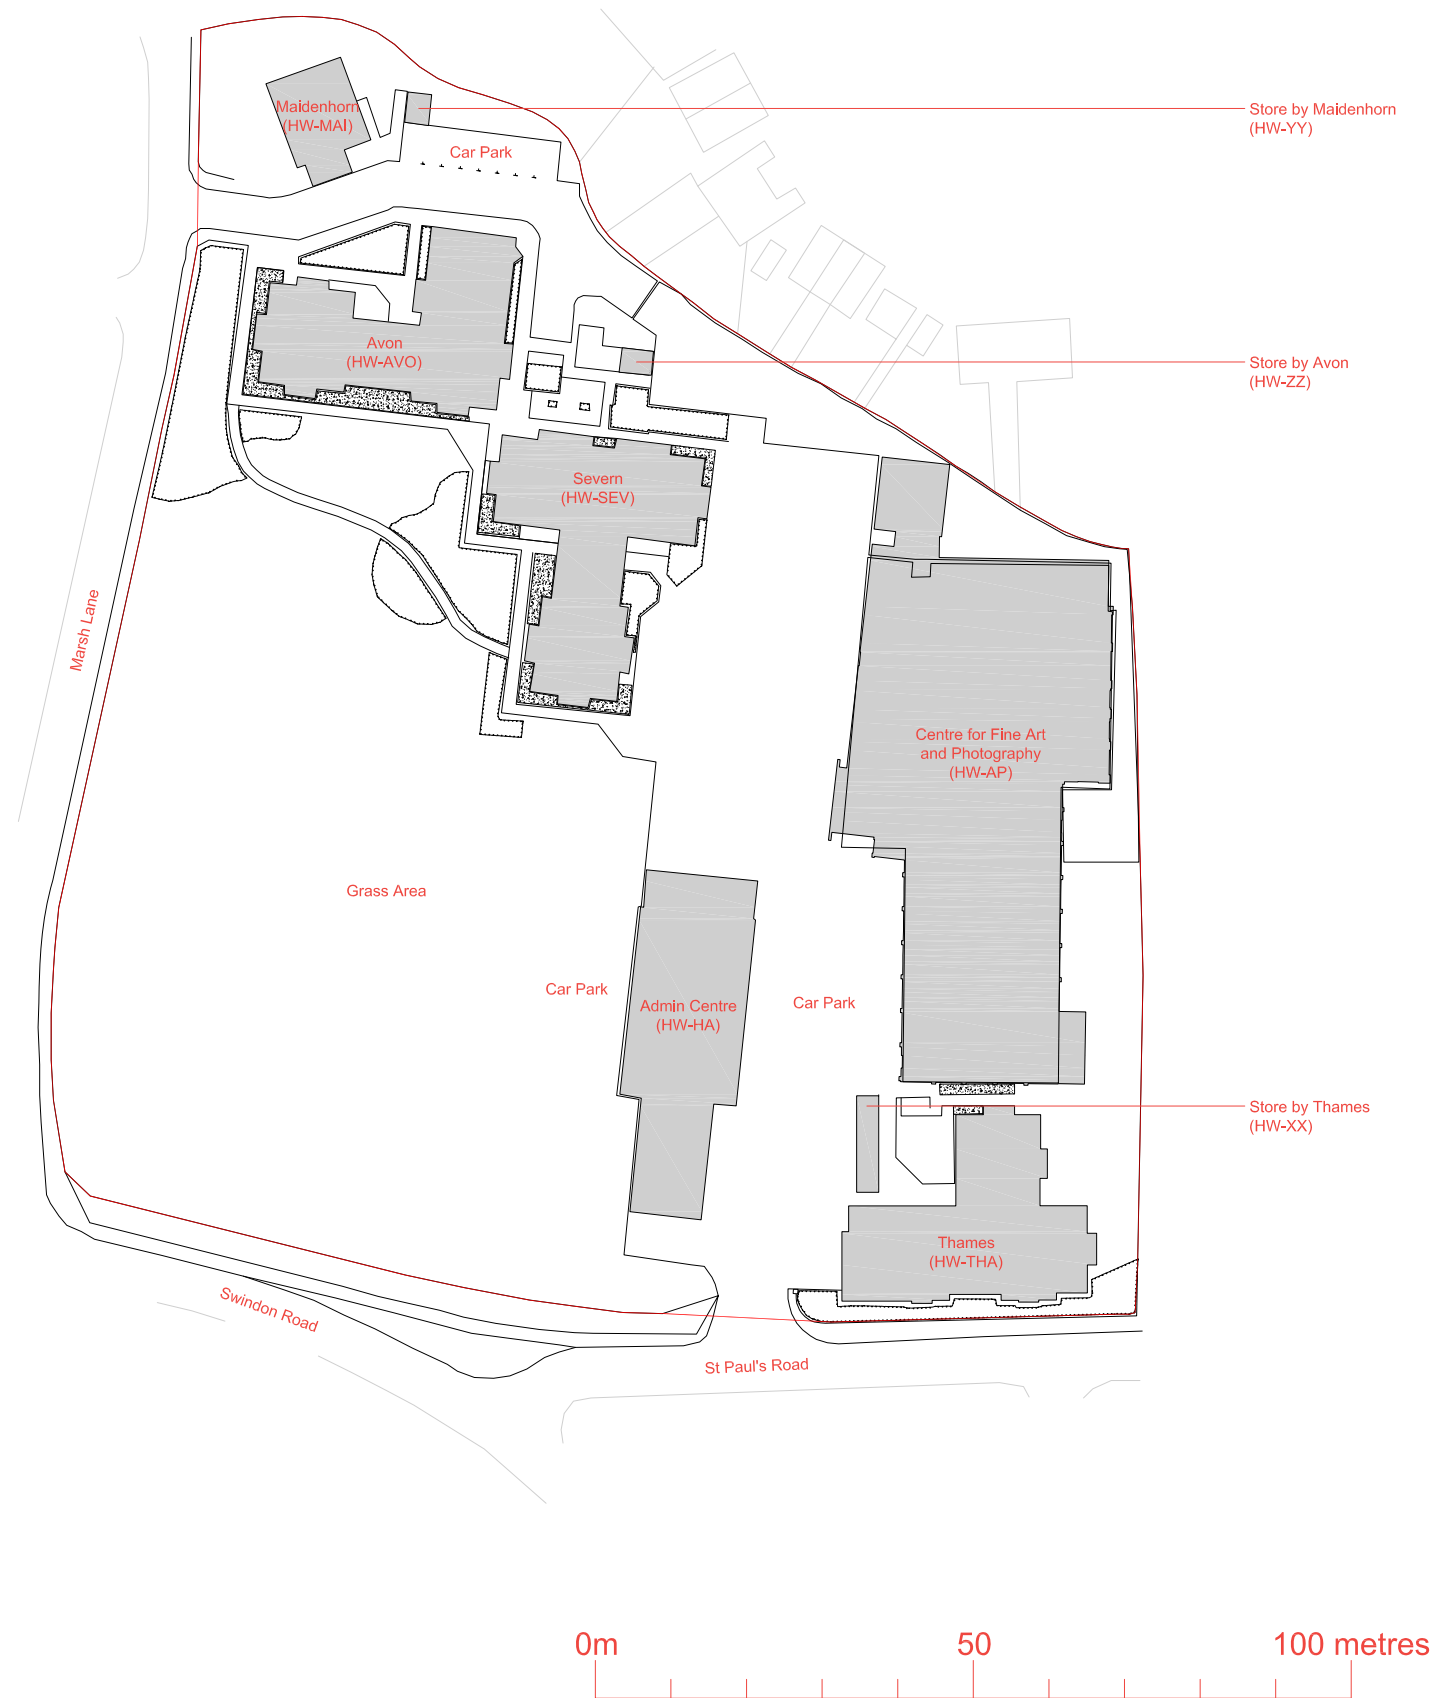 Maidenhorn
(HW-MAI)
Store by Maidenhorn
(HW-YY)
Car Park
Avon
(HW-AVO)
Store by Avon
(HW-ZZ)
Severn
(HW-SEV)
Marsh Lane
Centre for Fine Art
and Photography
(HW-AP)
Grass Area
Car Park
Admin Centre
(HW-HA)
Car Park
Store by Thames
(HW-XX)
Thames
(HW-THA)
Swindon Road
St Paul's Road
0m
50
100 metres